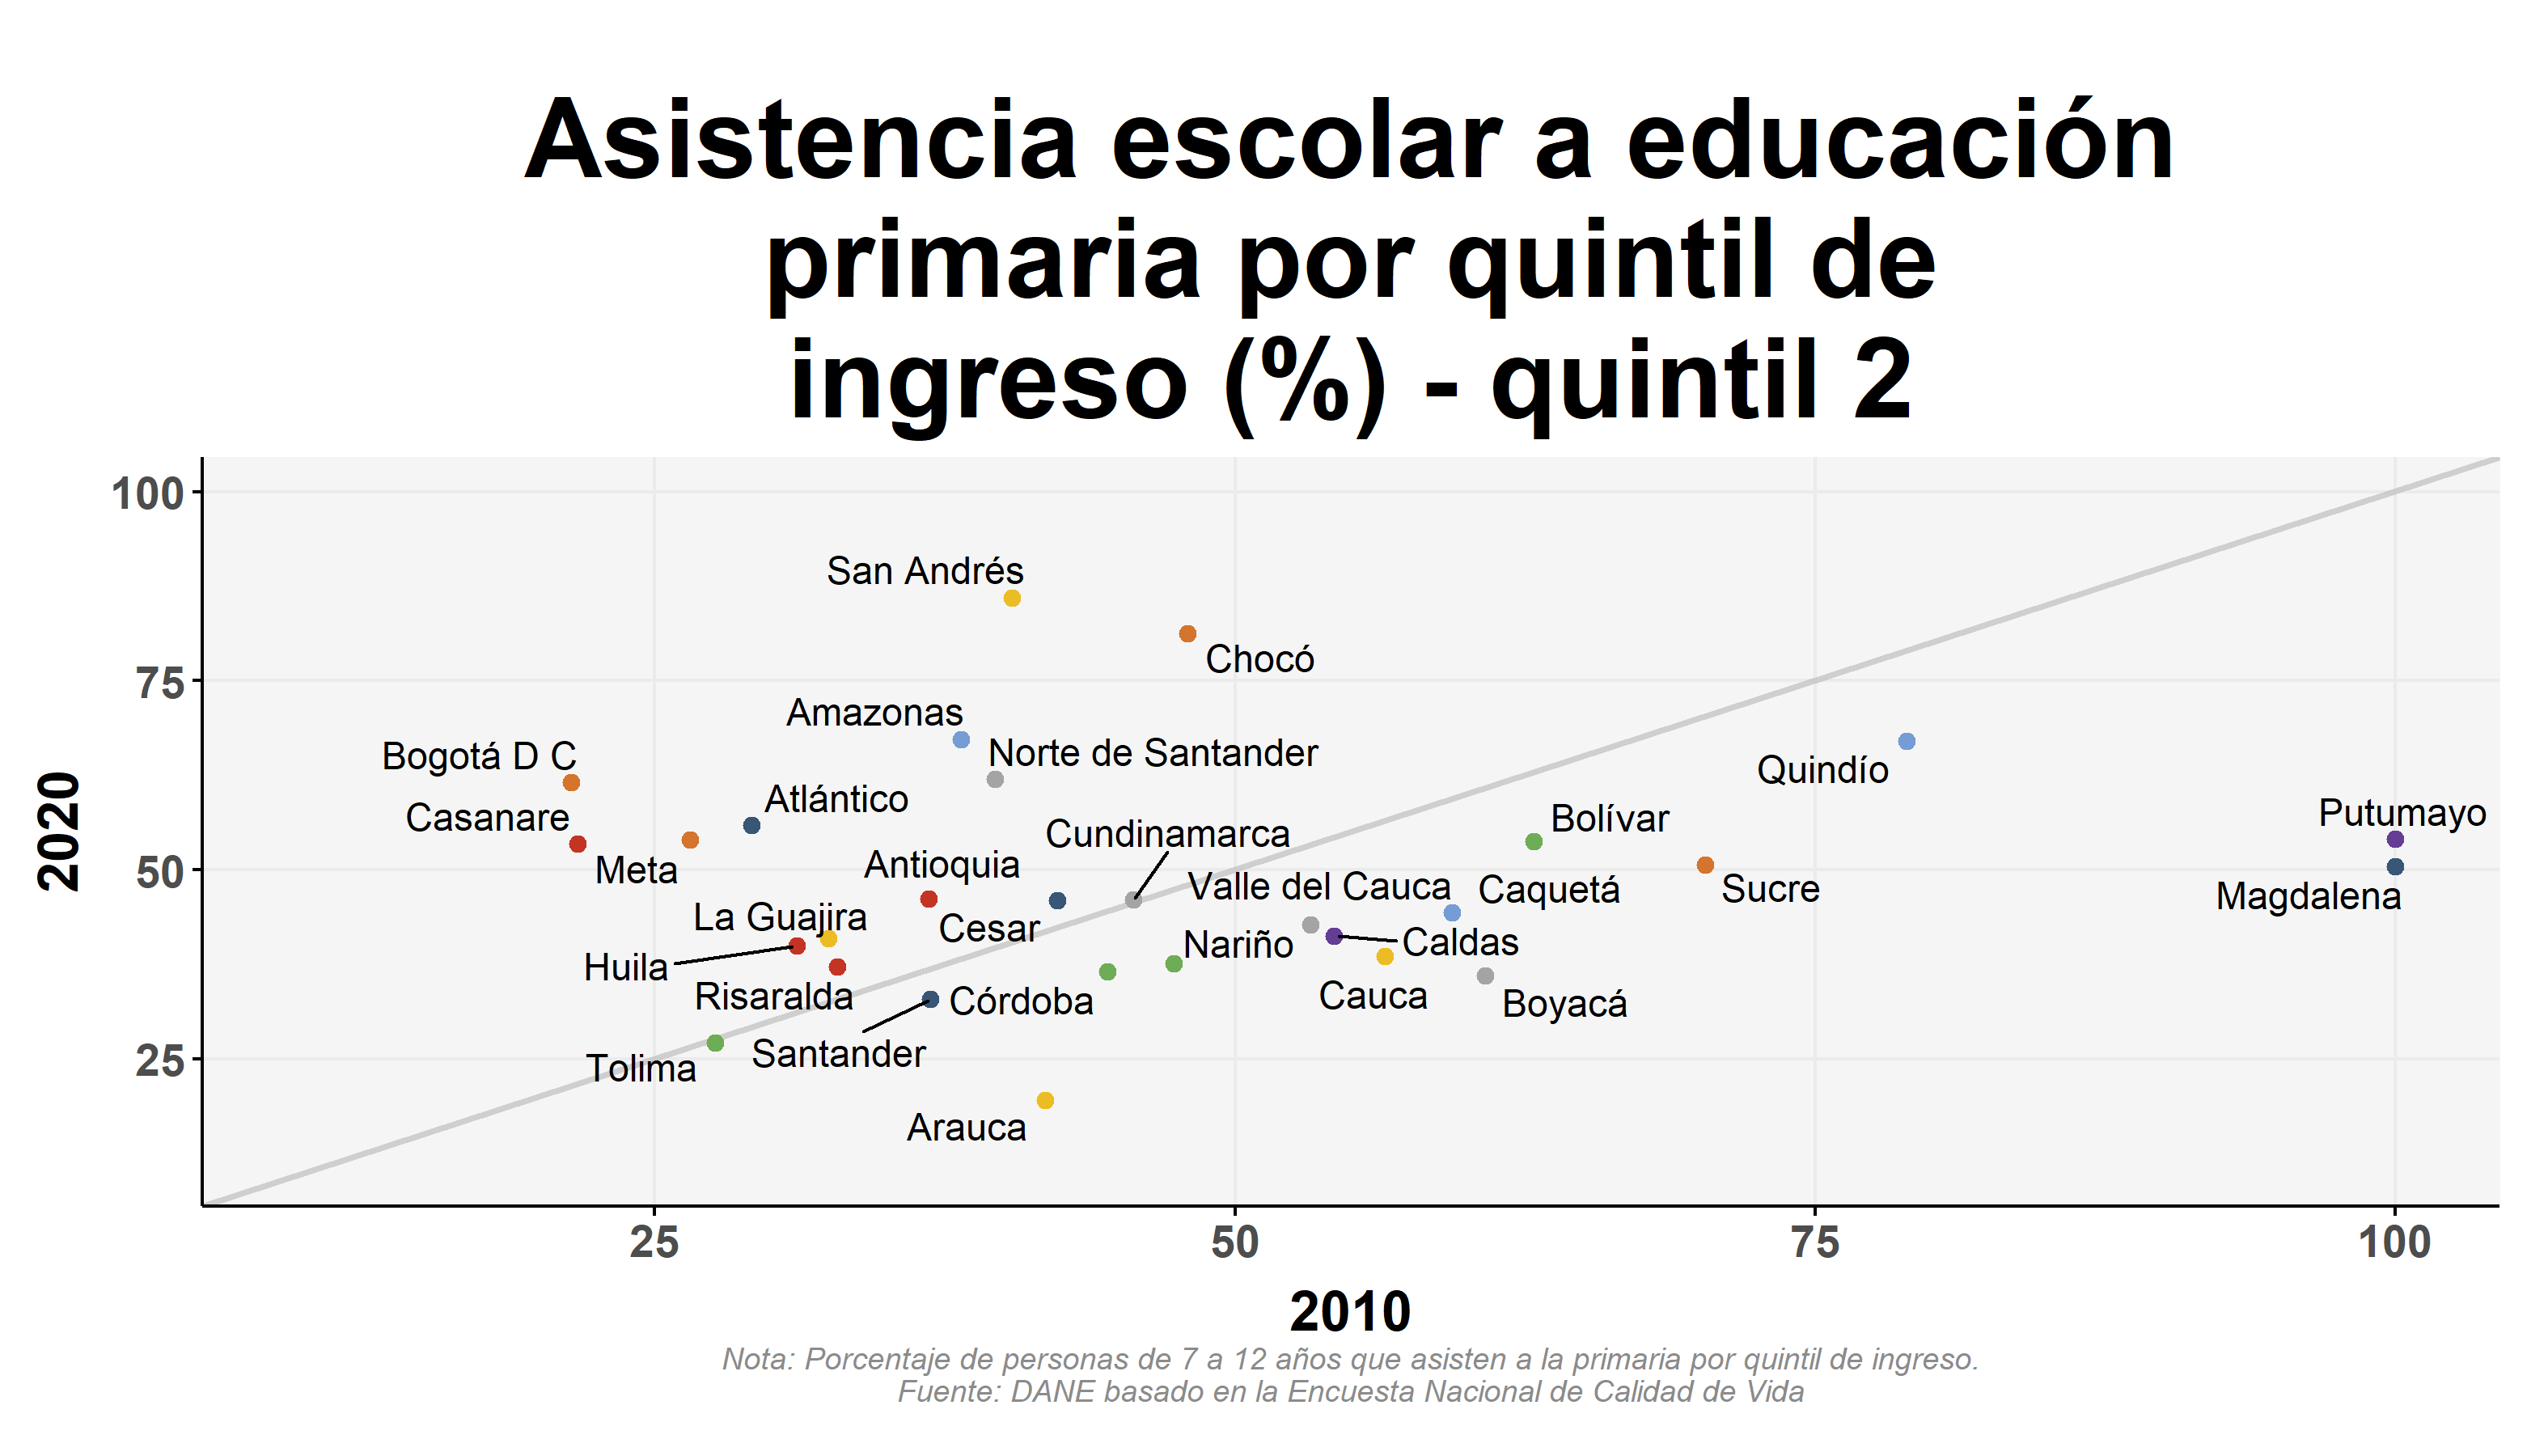 Asistencia escolar a educación
primaria por quintil de
ingreso (%) - quintil 2
100
75
50
25
2020
San Andrés
Chocó
Amazonas
Norte de Santander
Bogotá D C
Quindío
Casanare
Atlántico
Bolívar
Putumayo
Cundinamarca
Meta
Antioquia
Valle del Cauca
Caquetá
Sucre
Magdalena
La Guajira
Cesar
Nariño
Caldas
Huila
Risaralda
Córdoba
Cauca
Boyacá
Santander
Tolima
Arauca
25
50
75
100
2010
Nota: Porcentaje de personas de 7 a 12 años que asisten a la primaria por quintil de ingreso.
Fuente: DANE basado en la Encuesta Nacional de Calidad de Vida